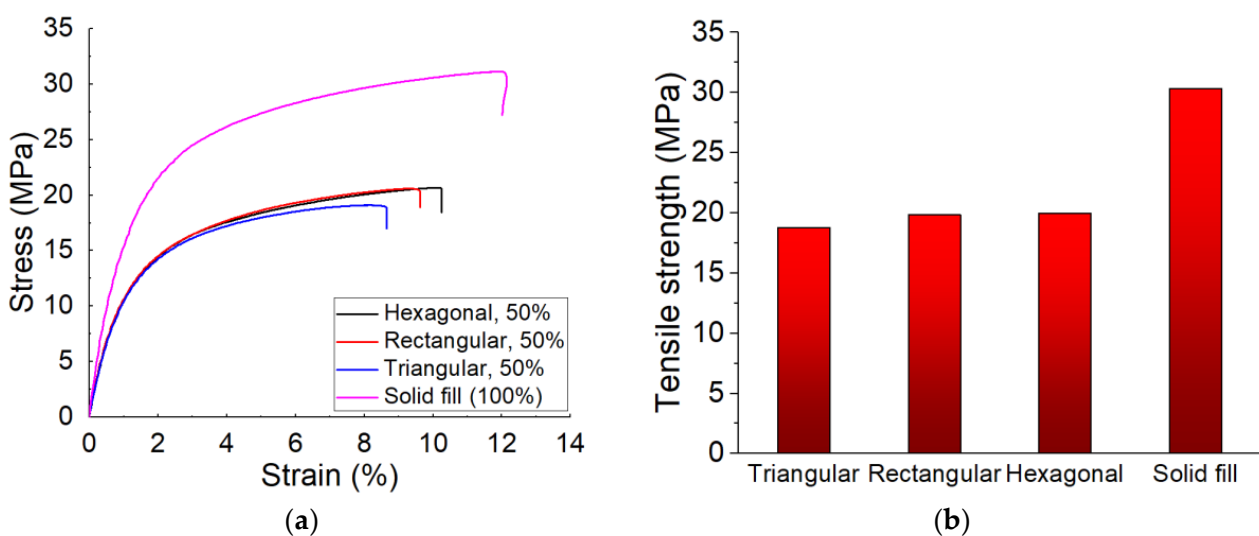 35
30
25
20
15
10
5
0
Stress (MPa)
Hexagonal, 50%
Rectangular, 50%
Triangular, 50%
Solid fill (100%)
0 2 4 6 8 10 12 14
Strain (%)
(a)
35
30
25
20
15
10
5
0
Tensile strength (MPa)
Triangular Rectangular Hexagonal Solid fill
(b)